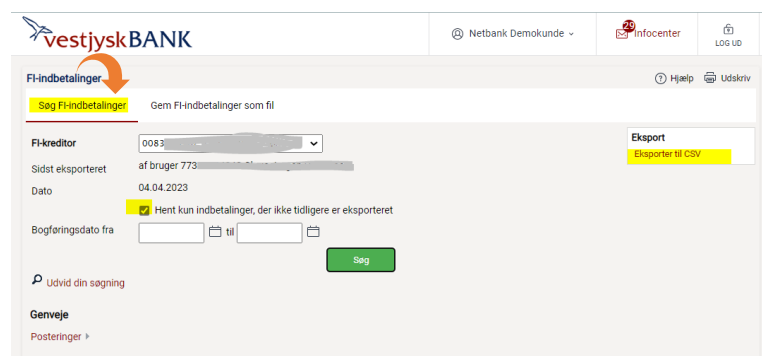 vestjyskBANK
Netbank Demokunde
29
Infocenter
LOG UD
FI-indbetalinger
Hjælp
Udskriv
Søg FI-indbetalinger
Gem FI-indbetalinger som fil
FI-kreditor
0083
Eksport
Eksporter til CSV
Sidst eksporteret
af bruger 773
Dato
04.04.2023
Hent kun indbetalinger, der ikke tidligere er eksporteret
Bogføringsdato fra
til
Søg
Udvid din søgning
Genveje
Posteringer